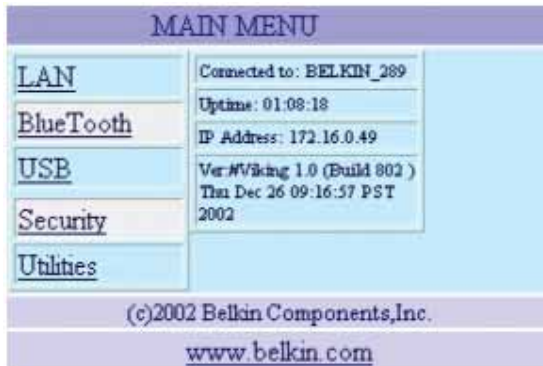 MAIN MENU
LAN
BlueTooth
USB
Security
Utilities
Connected to: BELKIN_289
Uptime: 01:08:18
IP Address: 172.16.0.49
Ver:#Viking 1.0 (Build 802 )
Thu Dec 26 09:16:57 PST
2002
(c)2002 Belkin Components,Inc.
www.belkin.com